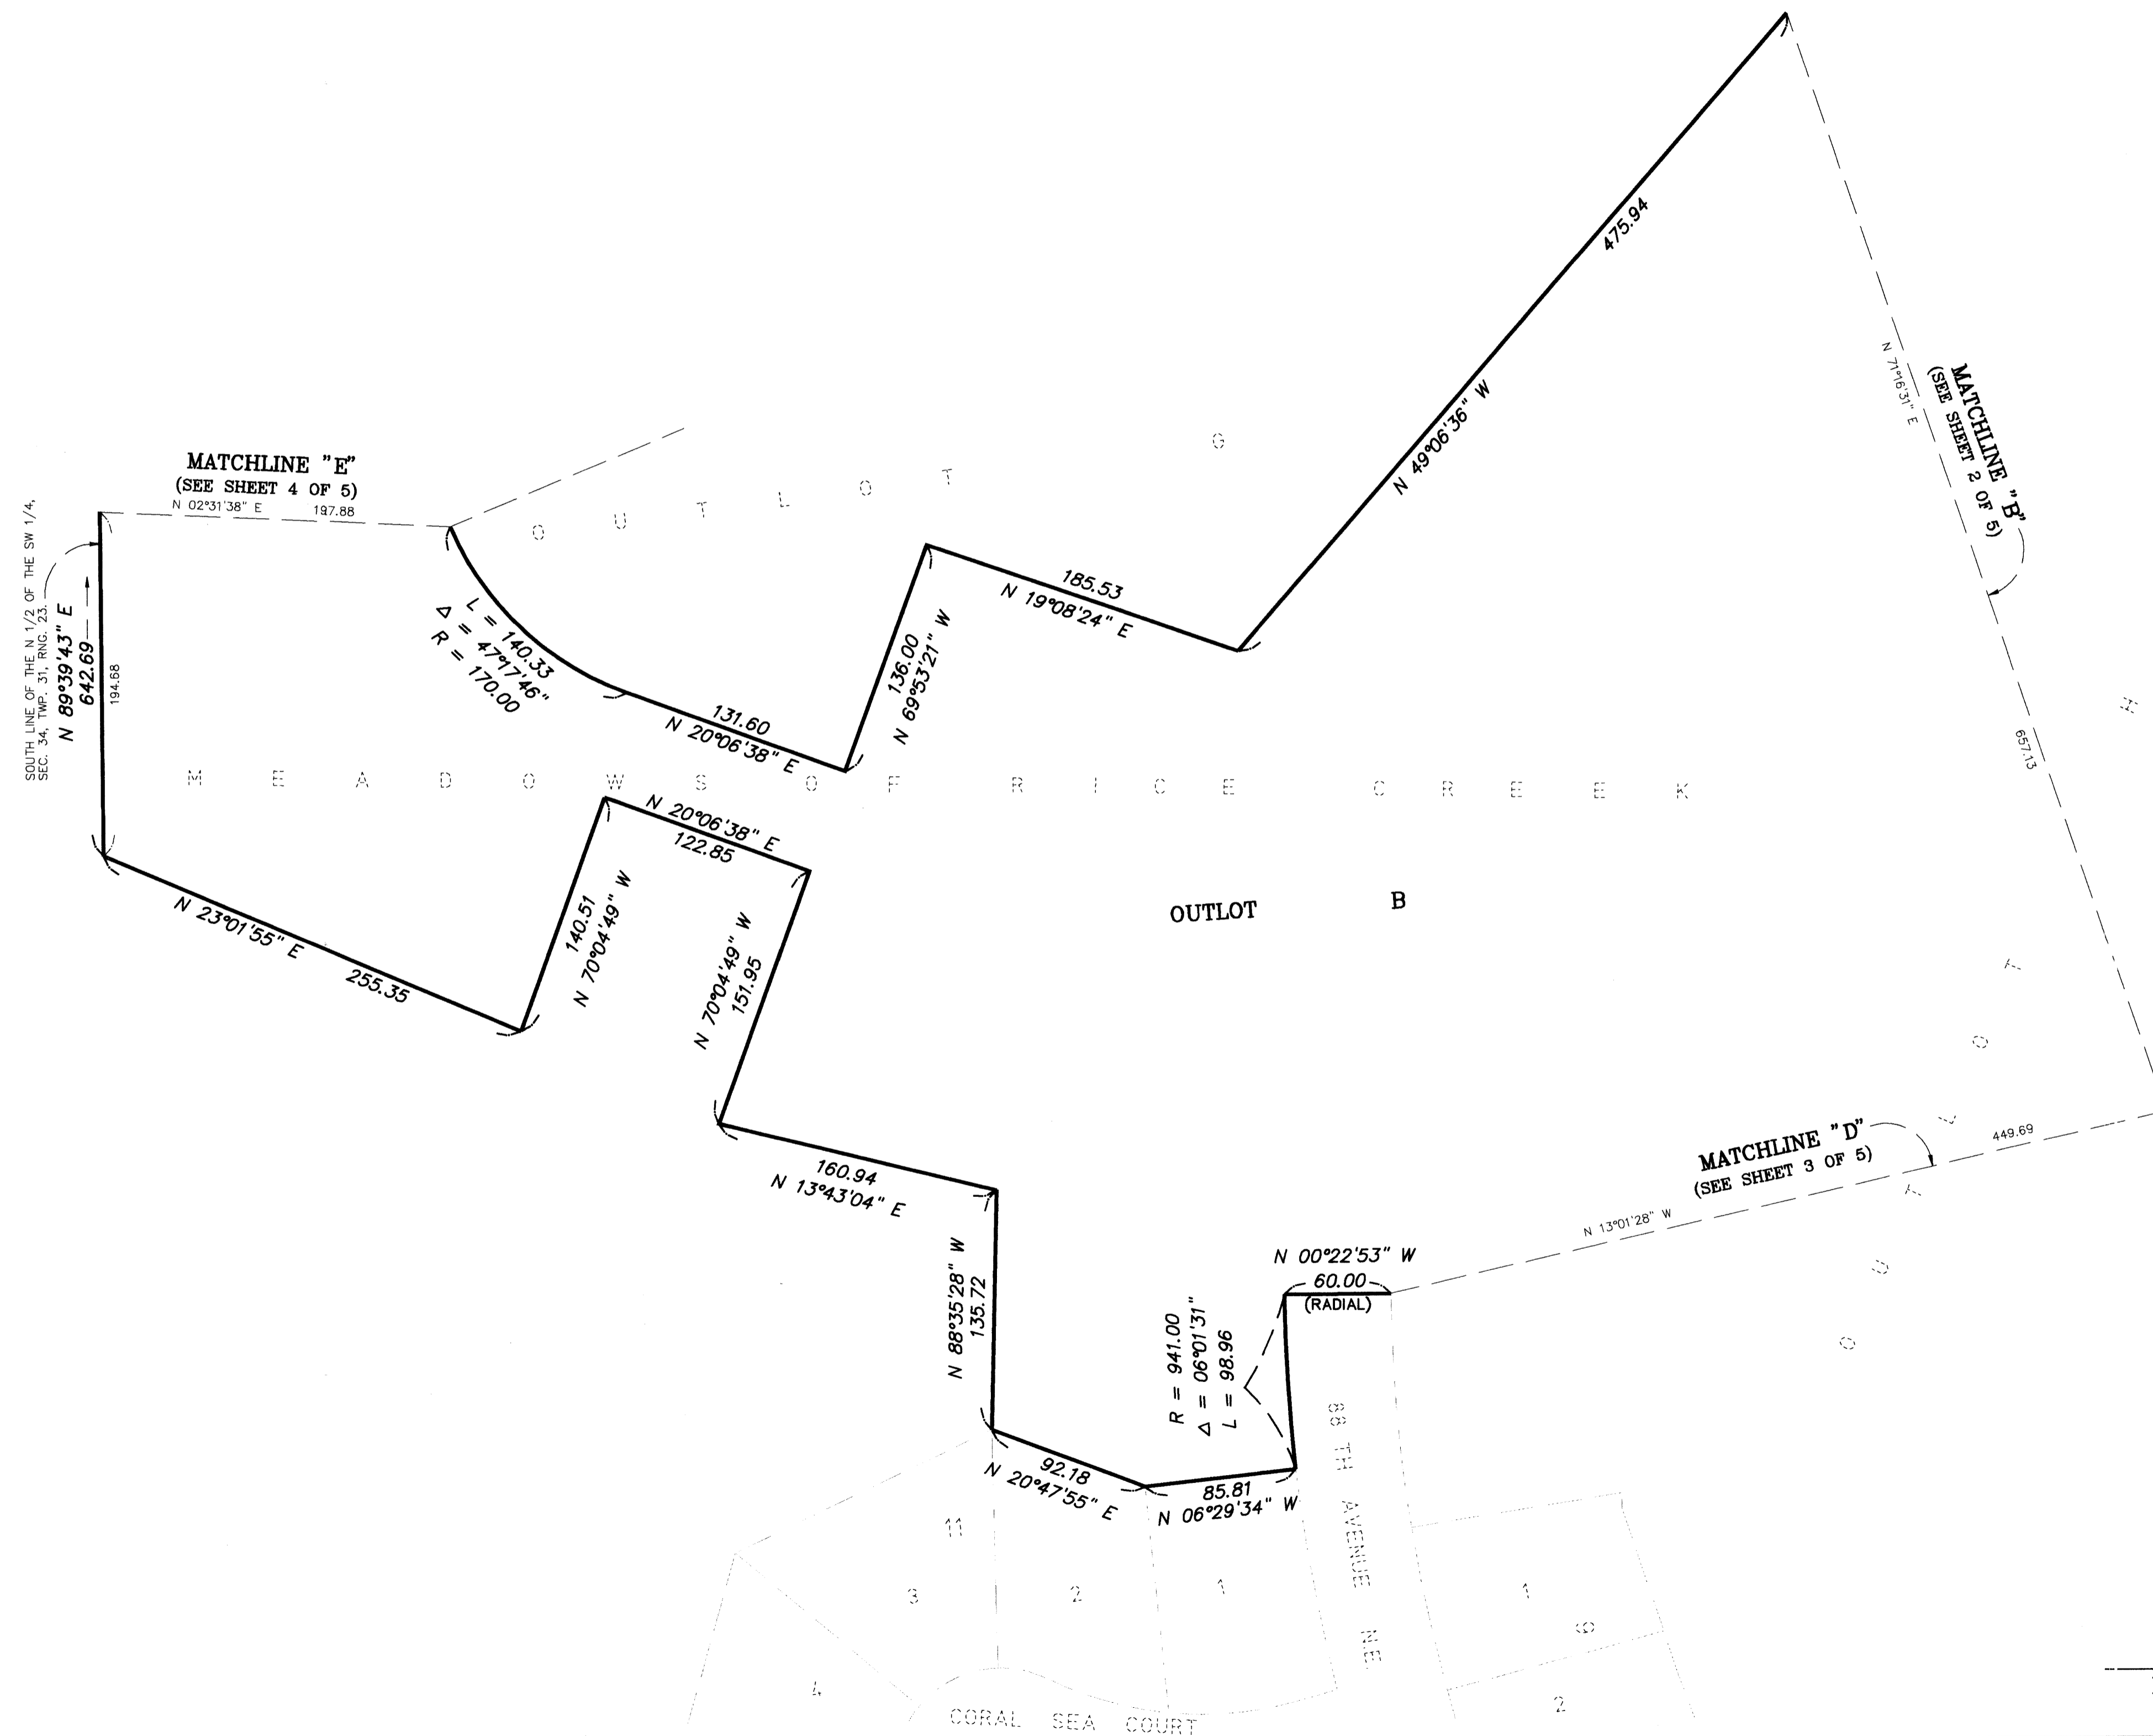 475.94
N 49°06'36" W
N 71°16'31" E
MATCHLINE "B"
(SEE SHEET 2 OF 5)
657.13
MATCHLINE "E"
(SEE SHEET 4 OF 5)
N 02°31'38" E 197.88
OUTLOT G
SOUTH LINE OF THE N 1/2 OF THE SW 1/4,
SEC. 34, TWP. 31, RNG. 23.
N 89°39'43" E
642.69
194.68
L = 140.33
Δ = 47°17'46"
R = 170.00
131.60
N 20°06'38" E
136.00
N 69°53'21" W
185.53
N 19°08'24" E
MEADOWS OF RICE CREEK
N 20°06'38" E
122.85
N 23°01'55" E 255.35
140.51
N 70°04'49" W
N 70°04'49" W
151.95
OUTLOT B
OUTLOT H
160.94
N 13°43'04" E
MATCHLINE "D"
(SEE SHEET 3 OF 5)
449.69
N 13°01'28" W
N 88°35'28" W
135.72
N 00°22'53" W
60.00
(RADIAL)
R = 941.00
Δ = 06°01'31"
L = 98.96
92.18
N 20°47'55" E
85.81
N 06°29'34" W
88 TH AVENUE N.E.
11
3
2
1
1
9
4
2
CORAL SEA COURT